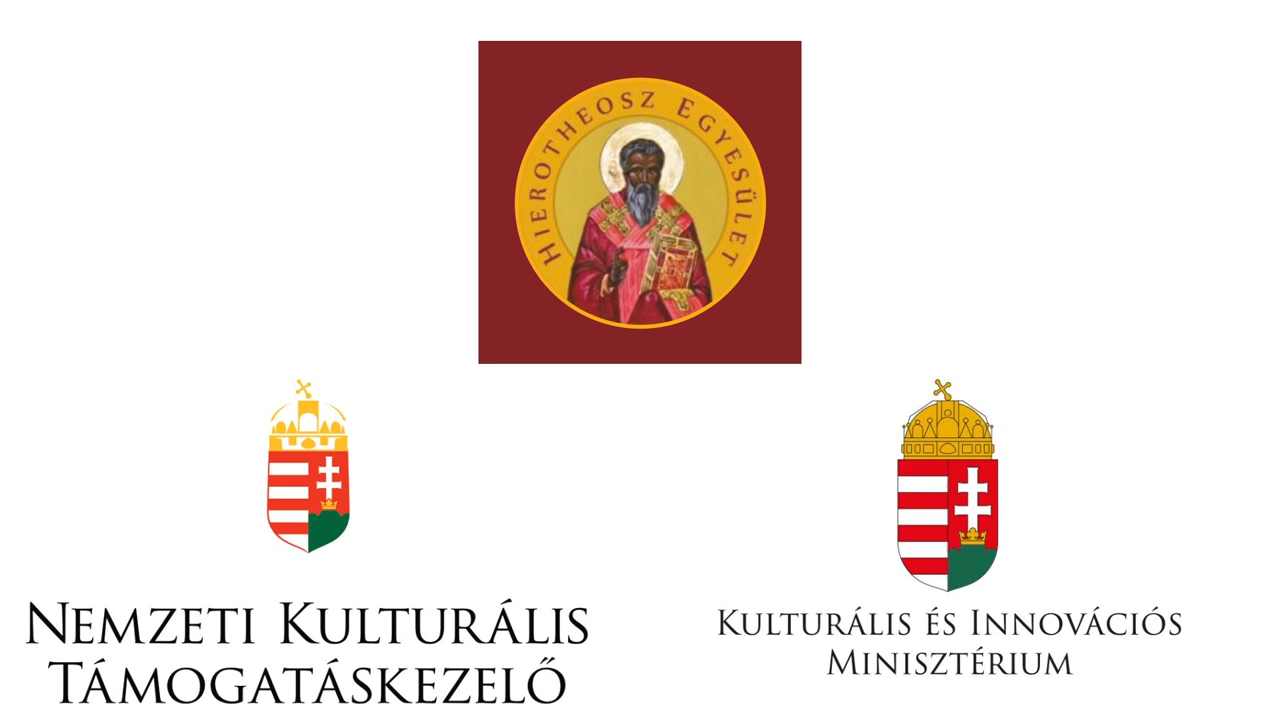 HIEROTHEOSZ EGYESÜLET
NEMZETI KULTURÁLIS
TÁMOGATÁSKEZELŐ
KULTURÁLIS ÉS INNOVÁCIÓS
MINISZTÉRIUM